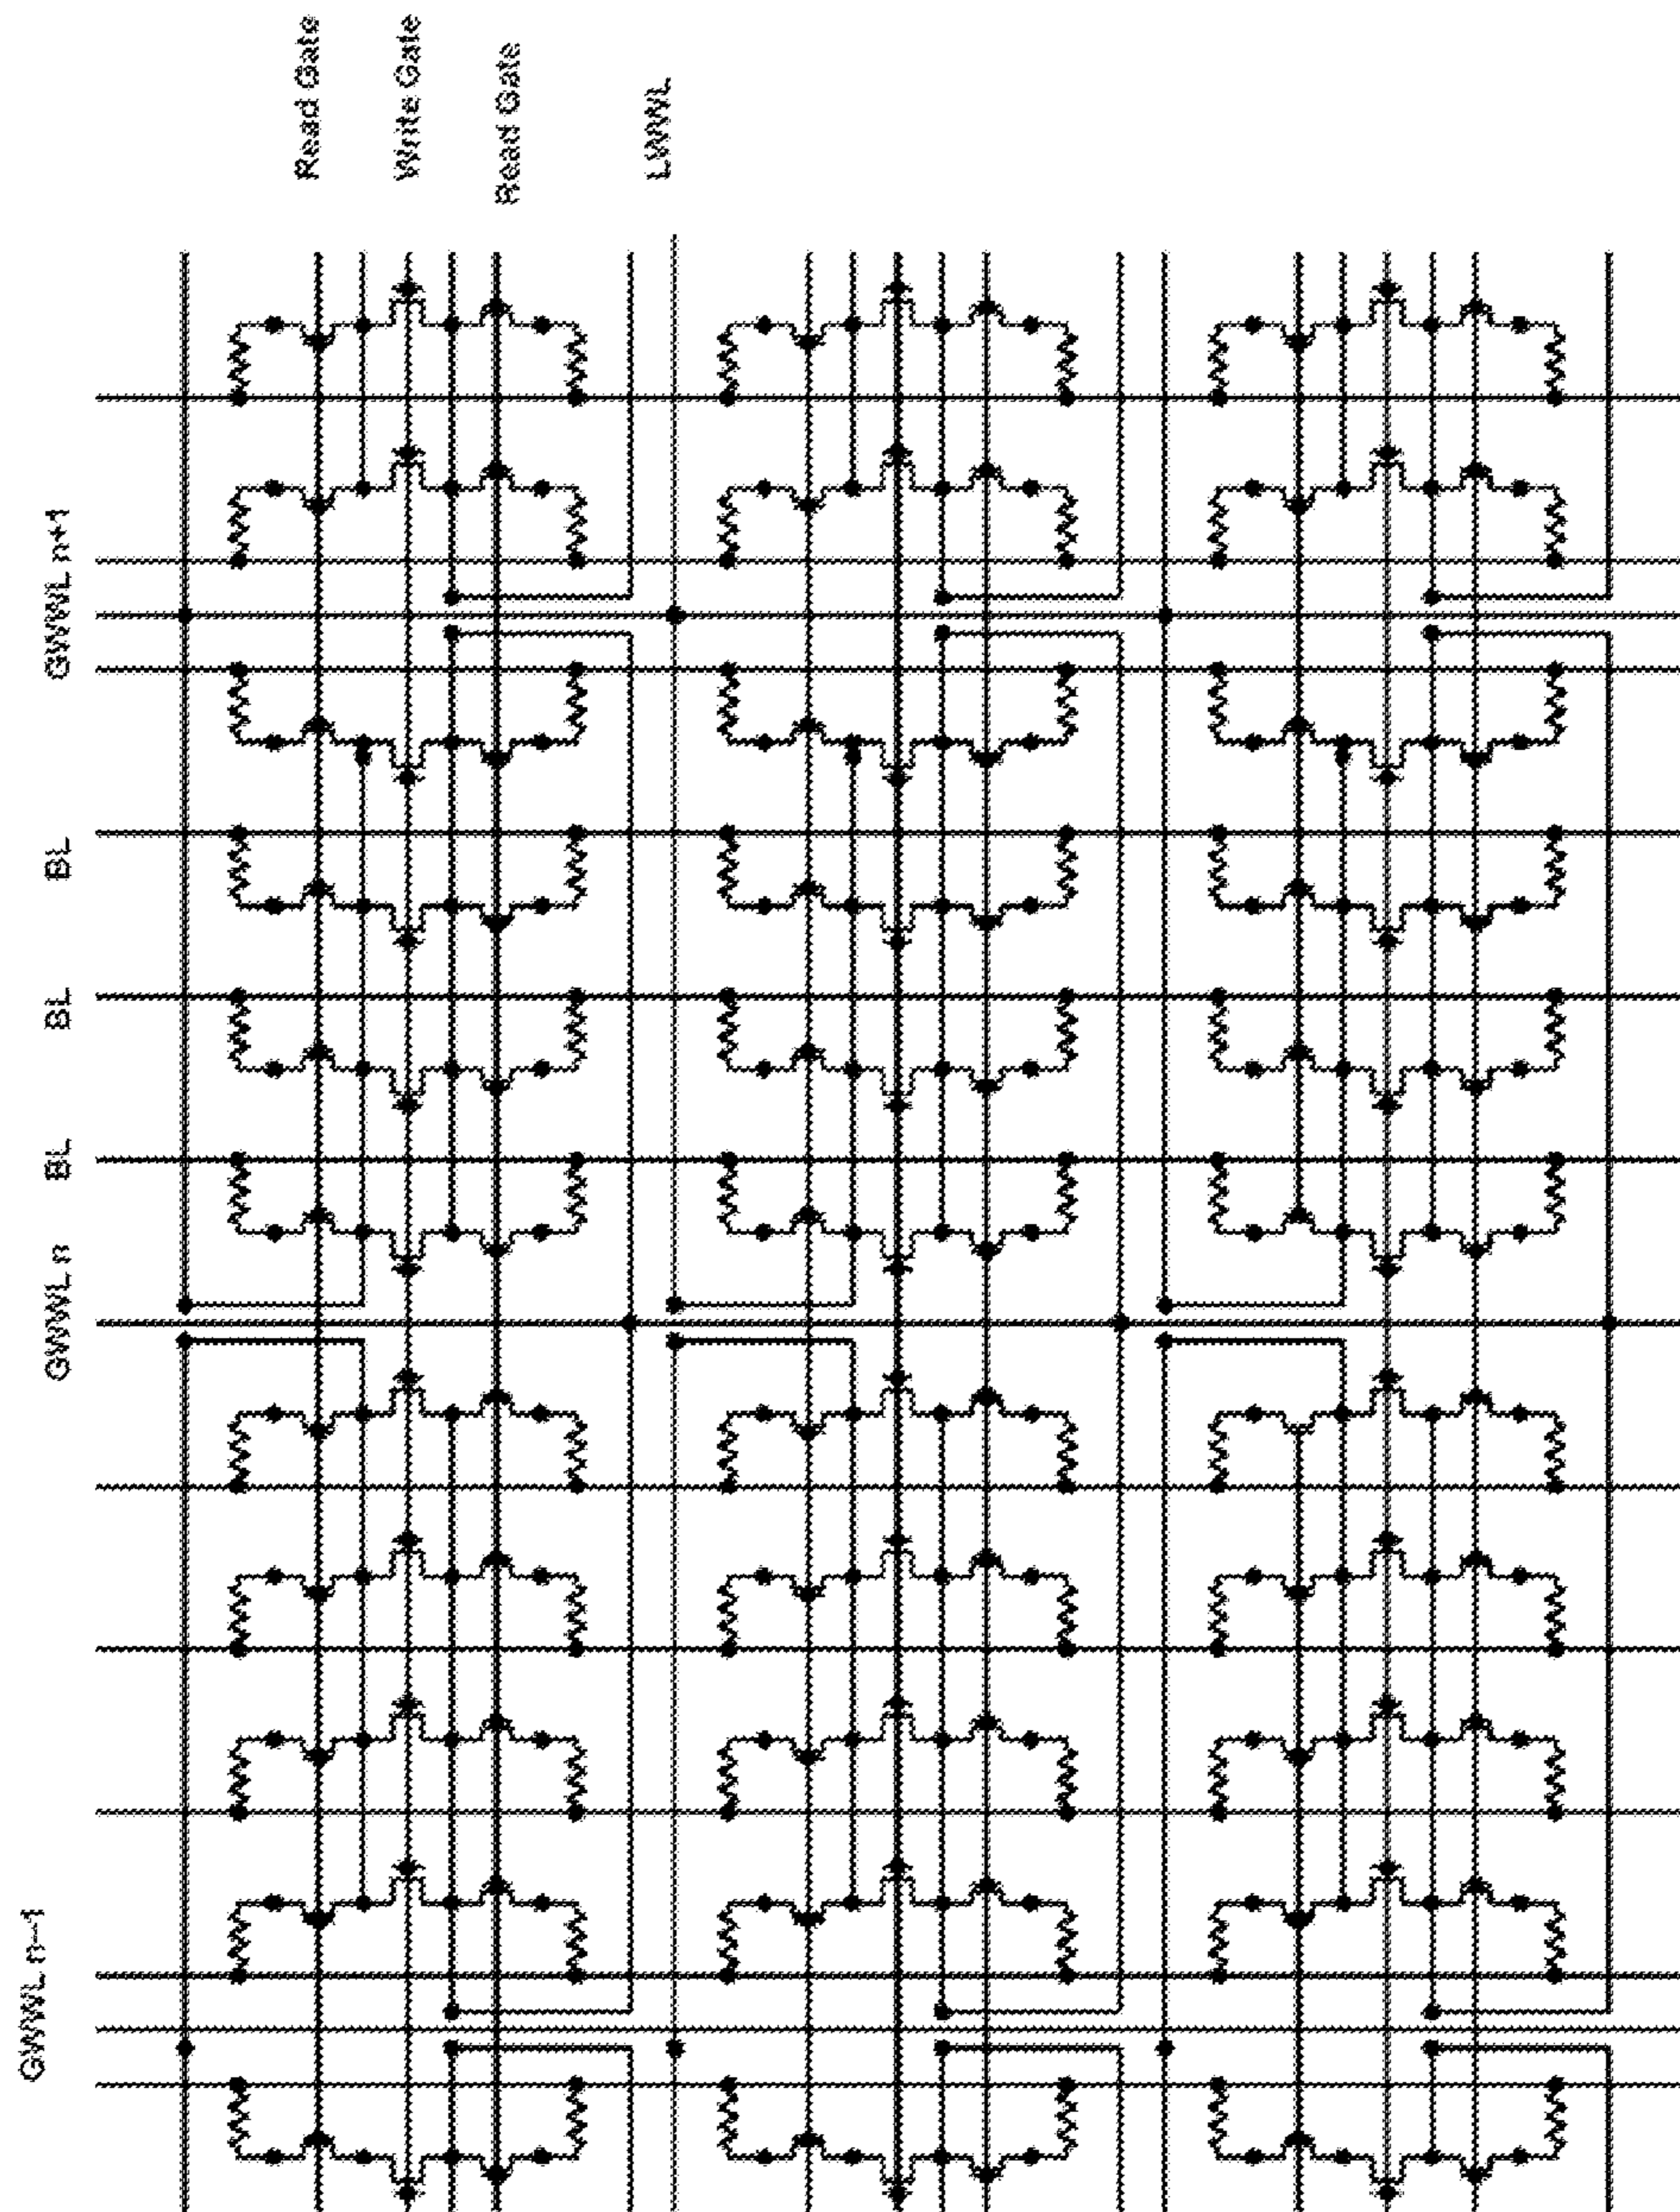 Read Gate
Write Gate
Read Gate
LWWL
GWWL n+1
BL
BL
BL
GWWL n
GWWL n-1